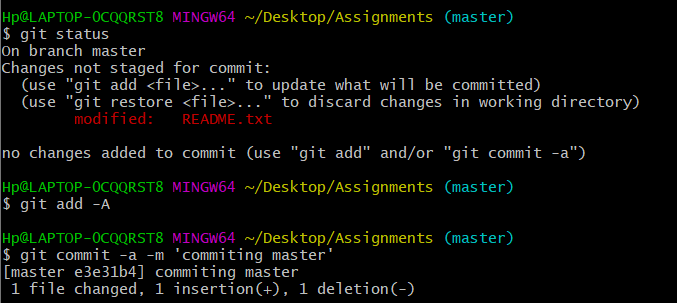 Hp@LAPTOP-OCQQRST8 MINGW64 ~/Desktop/Assignments (master)
$ git status
On branch master
Changes not staged for commit:
  (use "git add <file>..." to update what will be committed)
  (use "git restore <file>..." to discard changes in working directory)
        modified:   README.txt

no changes added to commit (use "git add" and/or "git commit -a")

Hp@LAPTOP-OCQQRST8 MINGW64 ~/Desktop/Assignments (master)
$ git add -A

Hp@LAPTOP-OCQQRST8 MINGW64 ~/Desktop/Assignments (master)
$ git commit -a -m 'commiting master'
[master e3e31b4] commiting master
 1 file changed, 1 insertion(+), 1 deletion(-)